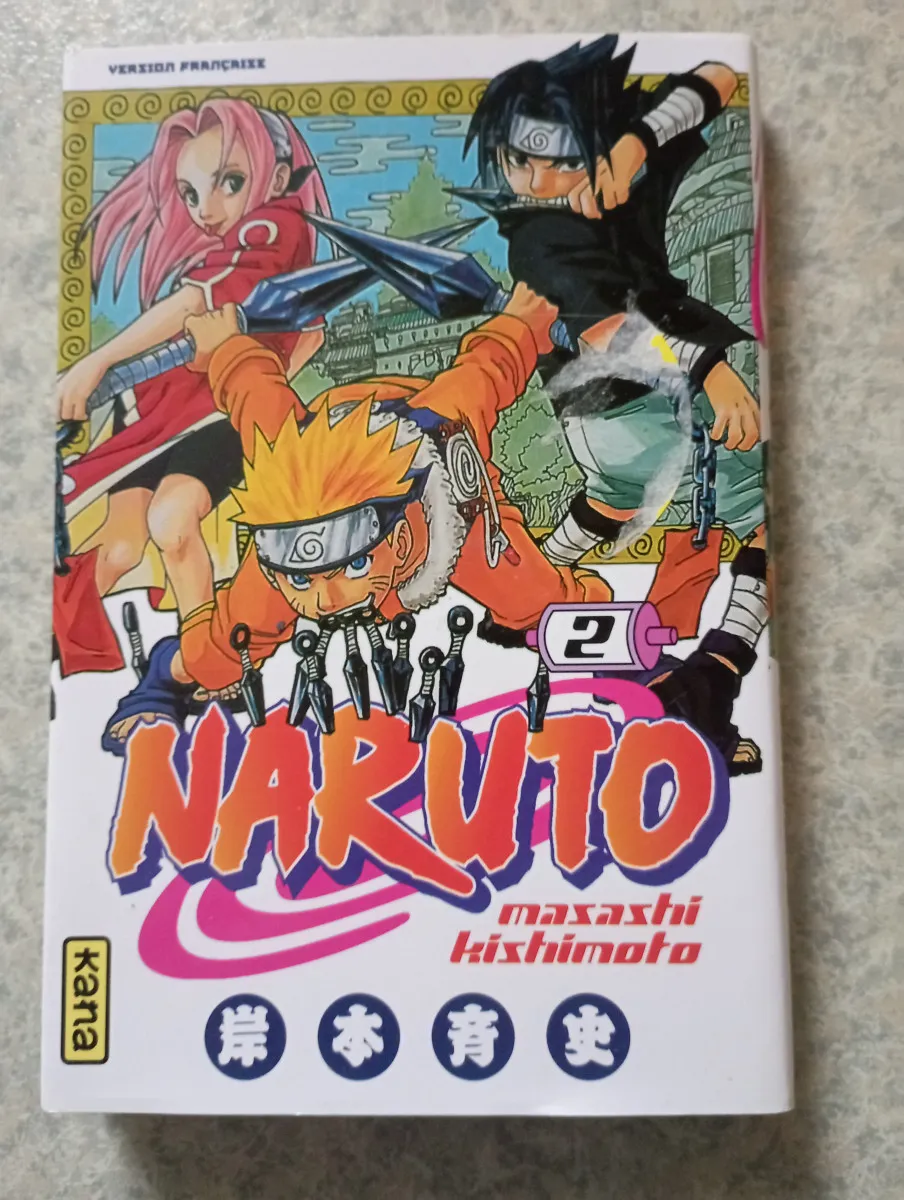 VERSION FRANÇAISE
2
NARUTO
masashi
kishimoto
kana
岸本斉史